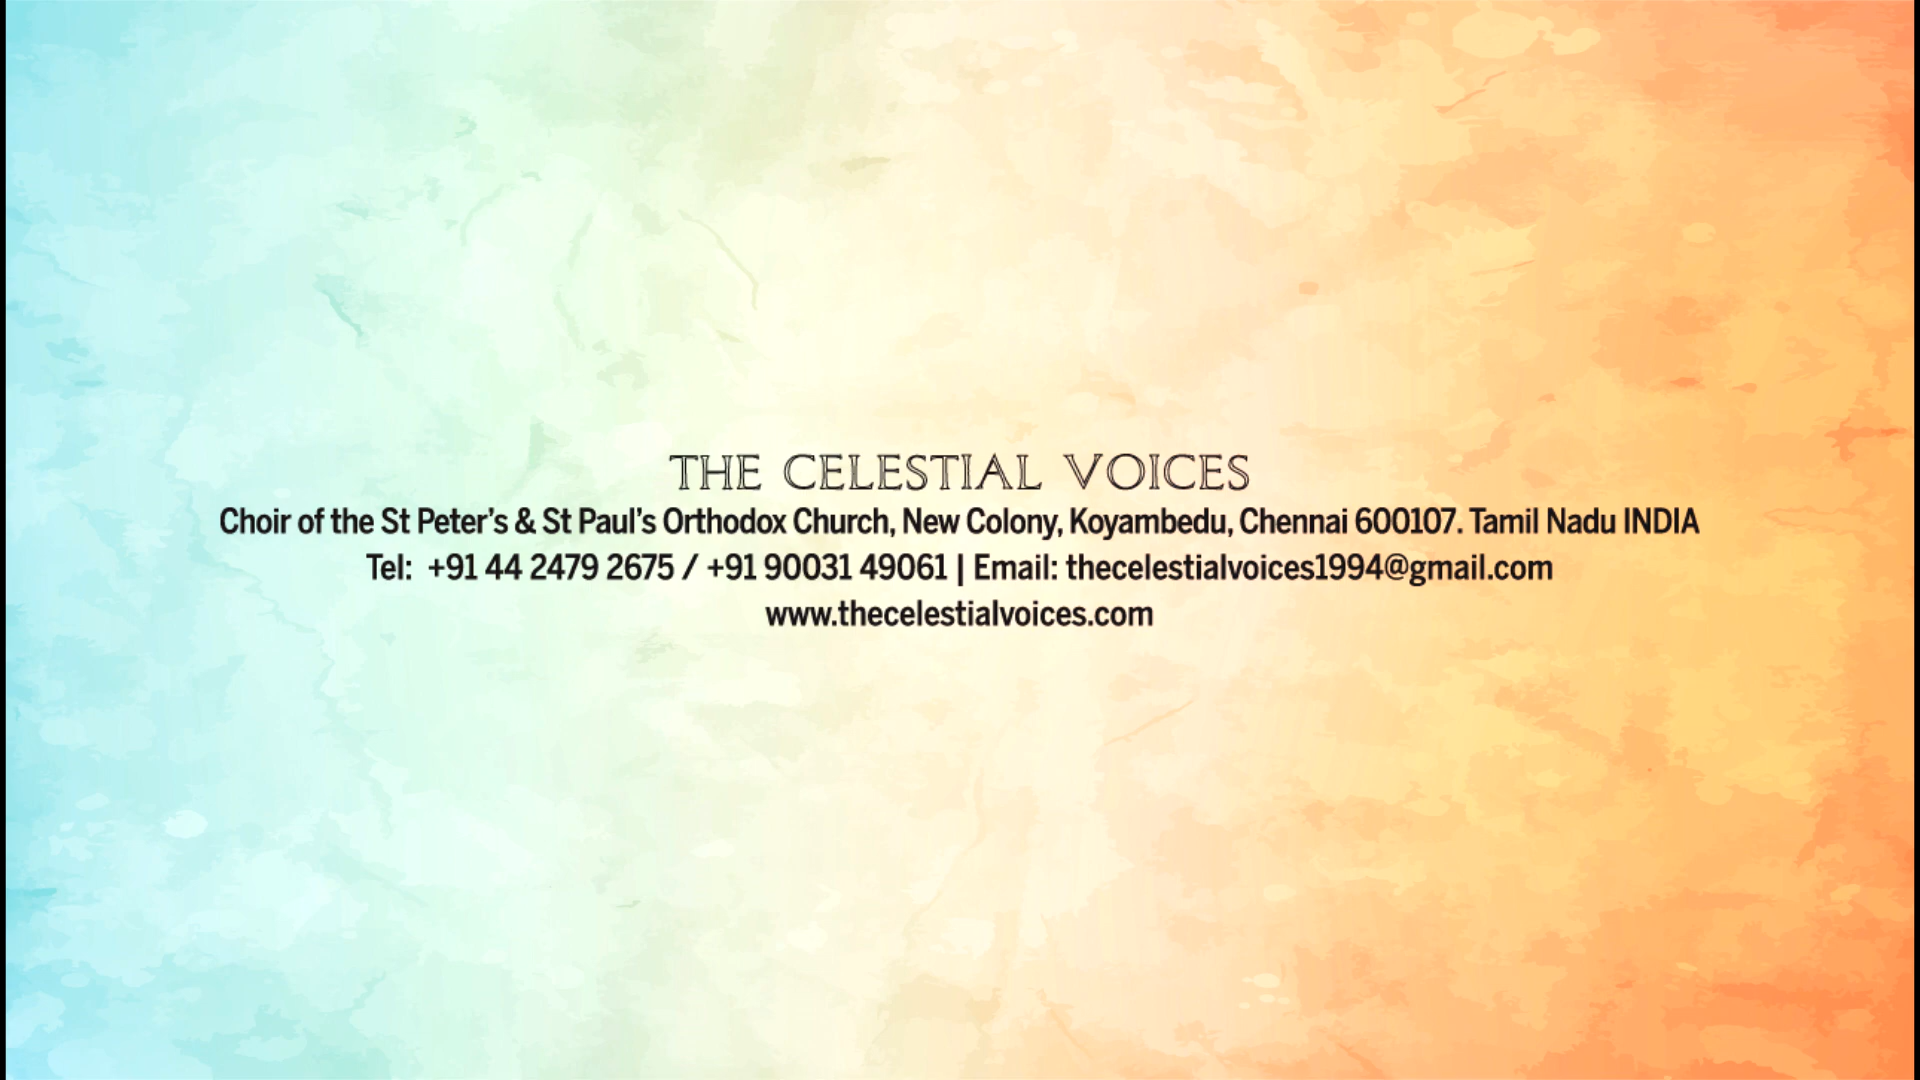 THE CELESTIAL VOICES
Choir of the St Peter's & St Paul's Orthodox Church, New Colony, Koyambedu, Chennai 600107. Tamil Nadu INDIA
Tel:  +91 44 2479 2675 / +91 90031 49061 | Email: thecelestialvoices1994@gmail.com
www.thecelestialvoices.com